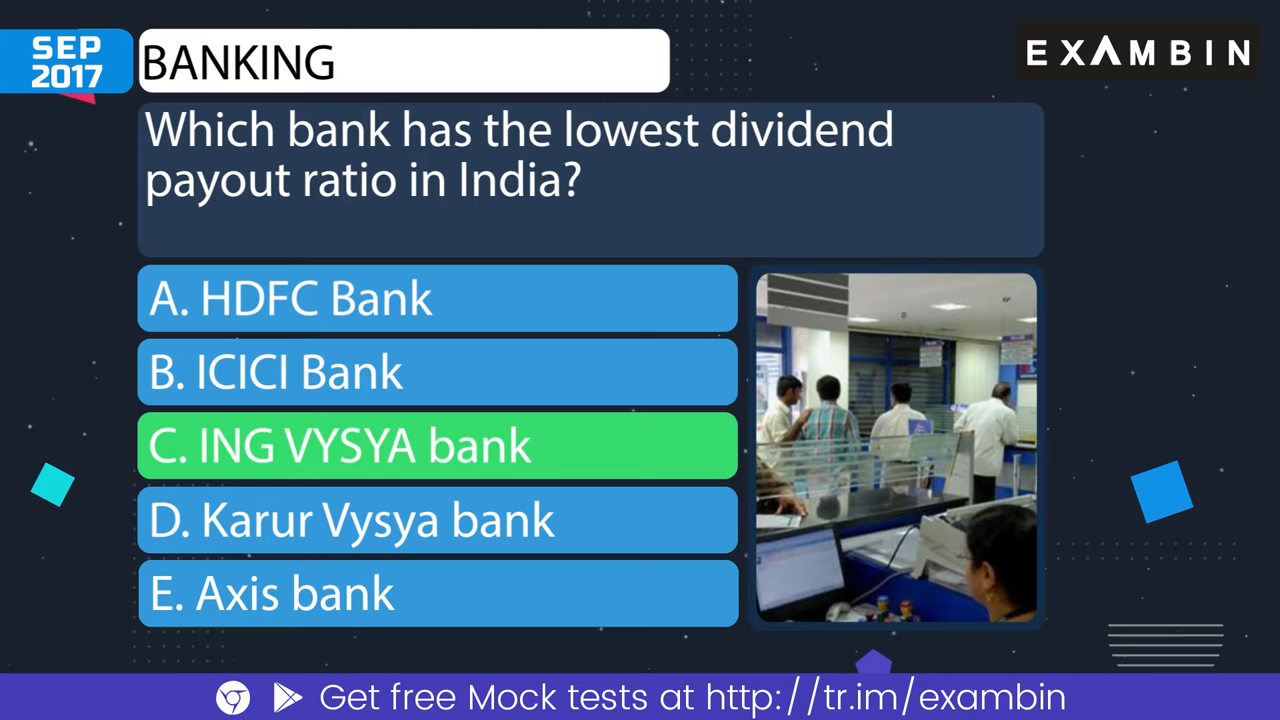 SEP
2017
BANKING
EXAMBIN
Which bank has the lowest dividend
payout ratio in India?
A. HDFC Bank
B. ICICI Bank
C. ING VYSYA bank
D. Karur Vysya bank
E. Axis bank
Get free Mock tests at http://tr.im/exambin